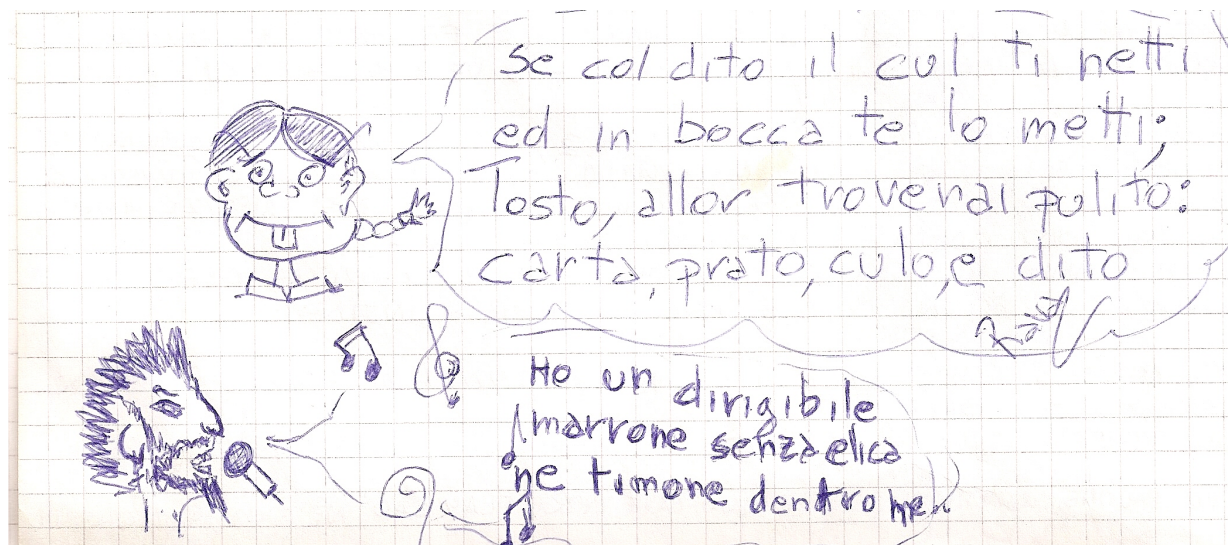 Se col dito il cul ti netti
ed in bocca te lo metti;
Tosto, allor troverai pulito:
carta, prato, culo, e dito
Ho un dirigibile
marrone senza elica
ne timone dentro me..